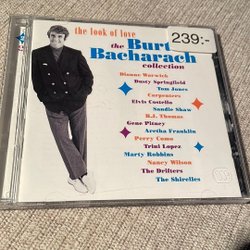 the look of love
239:-
the Burt
Bacharach
collection
Dionne Warwick
Dusty Springfield
Tom Jones
Carpenters
Elvis Costello
Sandie Shaw
B.J. Thomas
Gene Pitney
Aretha Franklin
Perry Como
Trini Lopez
Marty Robbins
Nancy Wilson
The Drifters
The Shirelles